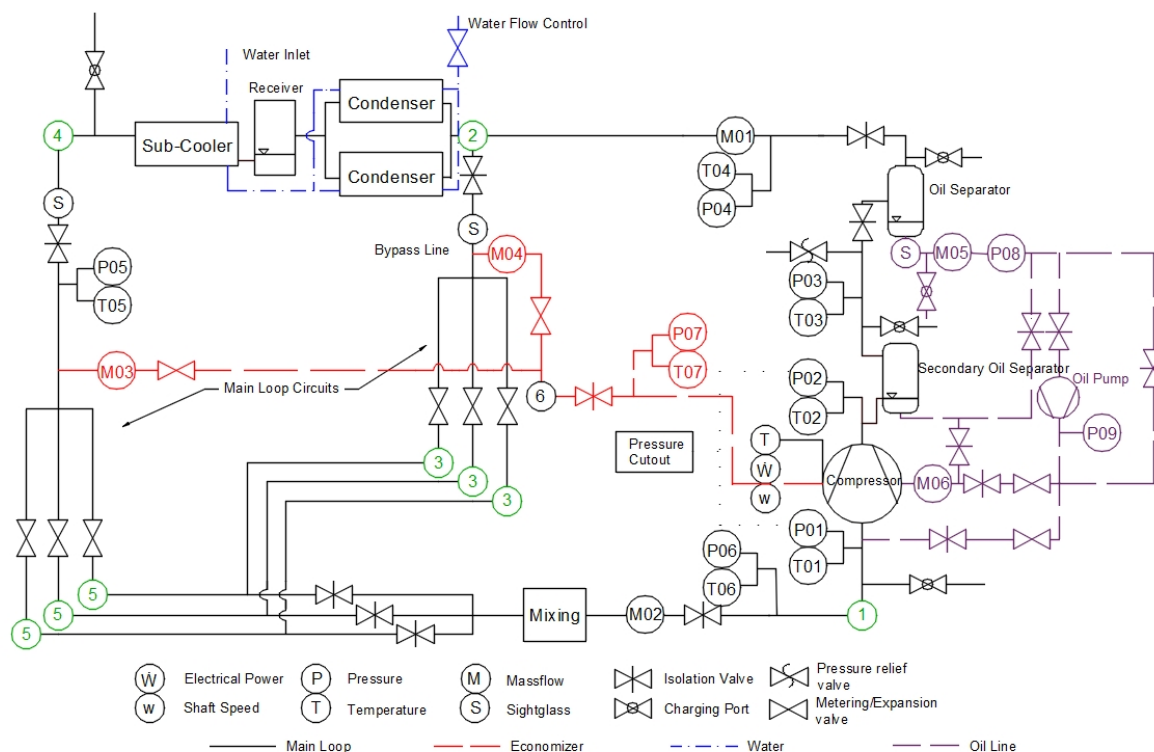 Water Flow Control
Water Inlet
Receiver
Condenser
4
Sub-Cooler
2
M01
Condenser
T04
P04
Oil Separator
S
S
Bypass Line
M04
S
M05
P08
P05
T05
P03
T03
P07
T07
M03
Main Loop Circuits
6
P02
T02
Secondary Oil Separator
Oil Pump
Pressure
Cutout
T
Ẇ
w
Compressor
M06
P09
3
3
3
P01
T01
P06
T06
5
5
5
Mixing
M02
1
Ẇ
Electrical Power
P
Pressure
M
Massflow
Isolation Valve
Pressure relief
valve
w
Shaft Speed
T
Temperature
S
Sightglass
Charging Port
Metering/Expansion
valve
Main Loop
Economizer
Water
Oil Line